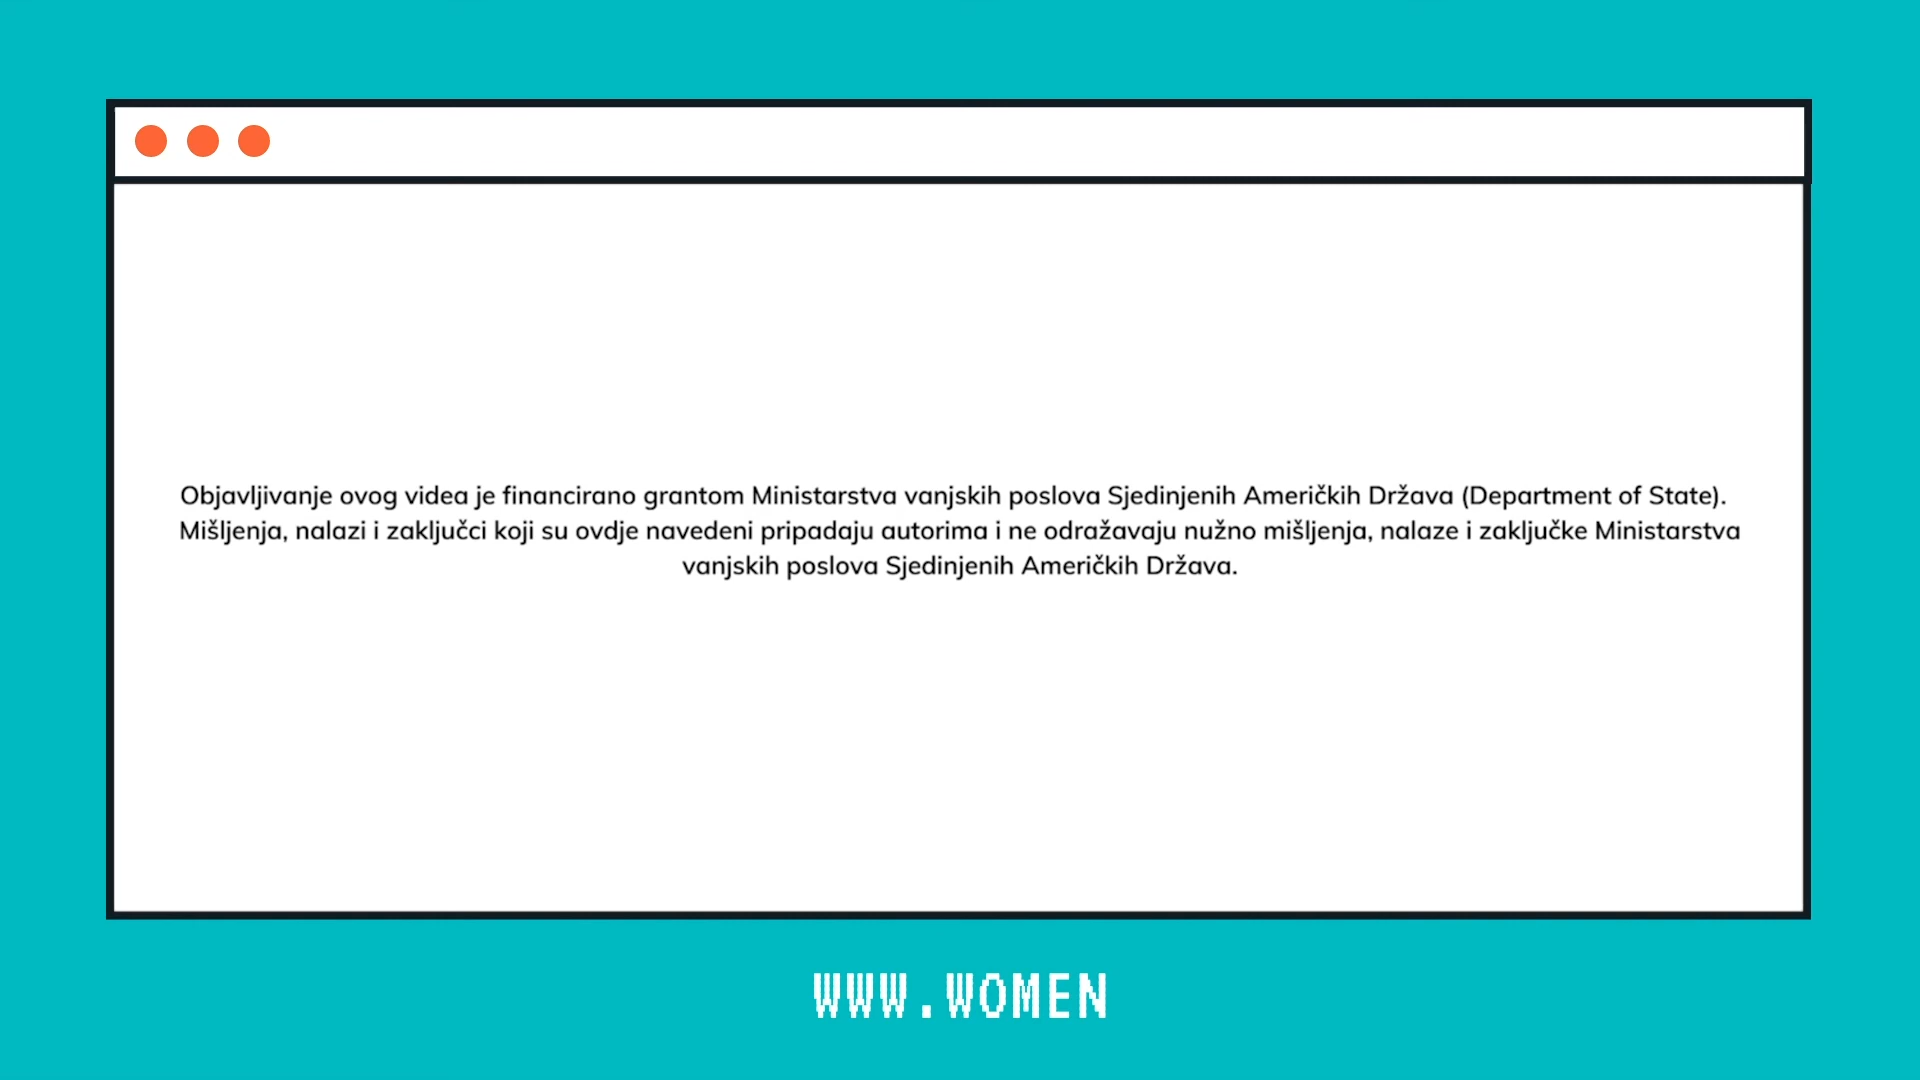 Objavljivanje ovog videa je financirano grantom Ministarstva vanjskih poslova Sjedinjenih Američkih Država (Department of State).
Mišljenja, nalazi i zaključci koji su ovdje navedeni pripadaju autorima i ne odražavaju nužno mišljenja, nalaze i zaključke Ministarstva
vanjskih poslova Sjedinjenih Američkih Država.
WWW.WOMEN